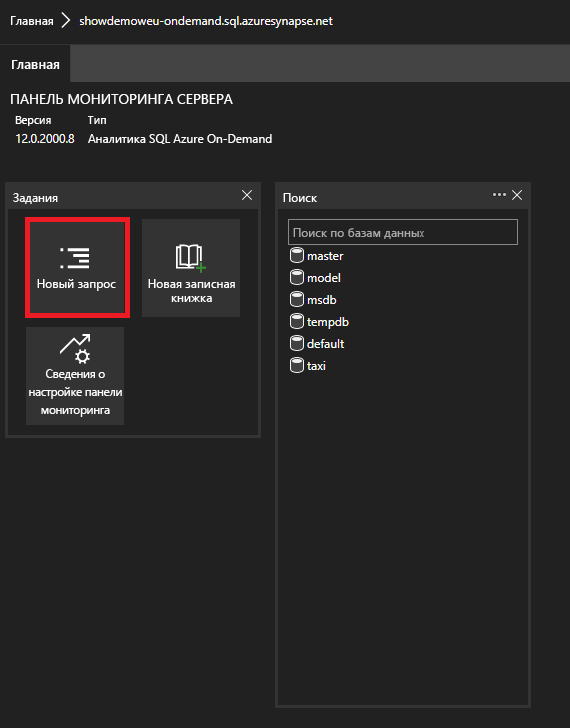 Главная > showdemoweu-ondemand.sql.azuresynapse.net
Главная
ПАНЕЛЬ МОНИТОРИНГА СЕРВЕРА
Версия Тип
12.0.2000.8 Аналитика SQL Azure On-Demand
Задания
Новый запрос
Новая записная
книжка
Сведения о
настройке панели
мониторинга
Поиск
Поиск по базам данных
master
model
msdb
tempdb
default
taxi